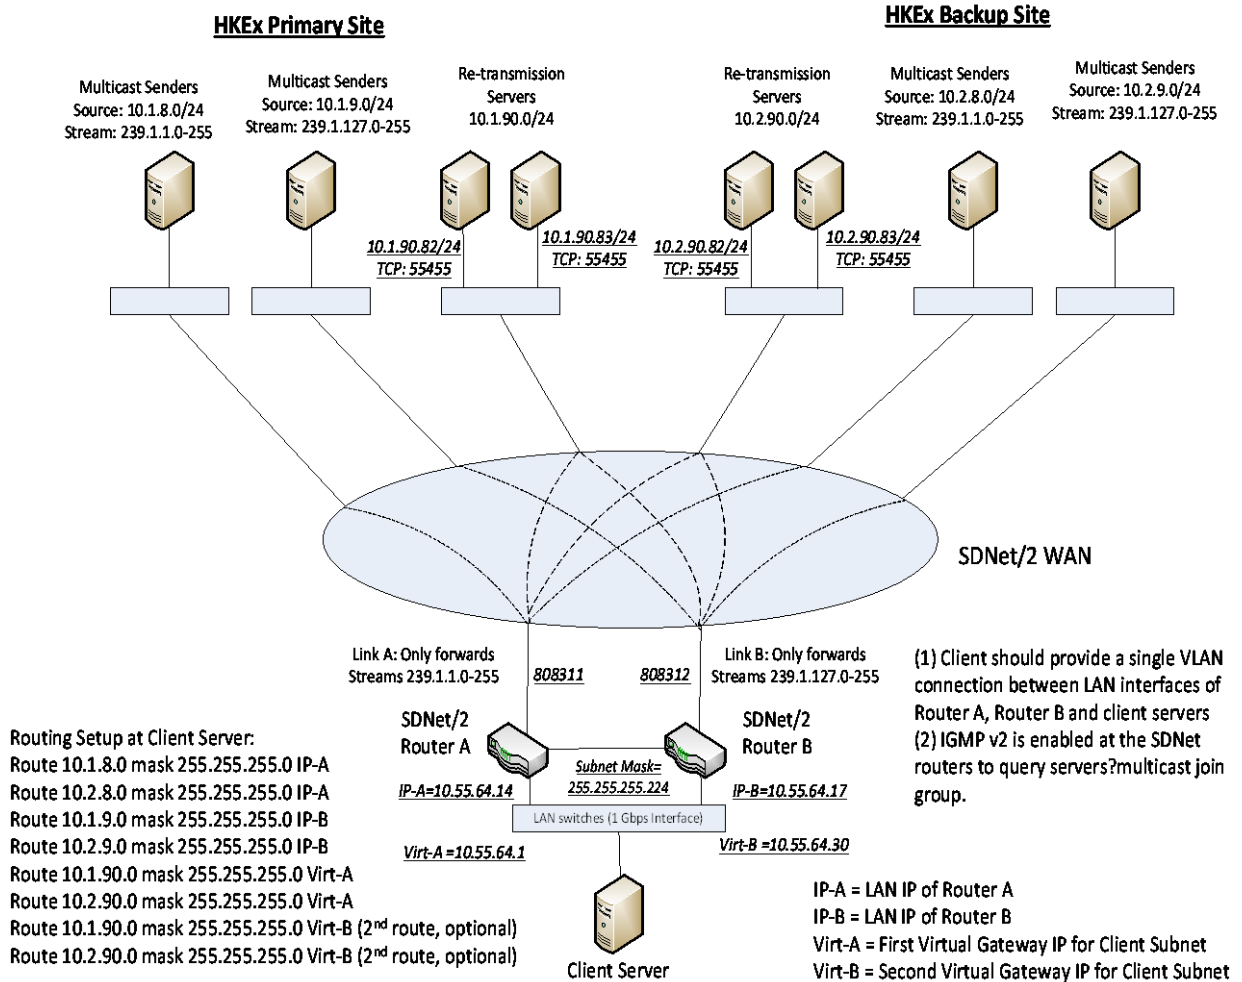 HKEx Primary Site
HKEx Backup Site
Multicast Senders
Source: 10.1.8.0/24
Stream: 239.1.1.0-255
Multicast Senders
Source: 10.1.9.0/24
Stream: 239.1.127.0-255
Re-transmission
Servers
10.1.90.0/24
Re-transmission
Servers
10.2.90.0/24
Multicast Senders
Source: 10.2.8.0/24
Stream: 239.1.1.0-255
Multicast Senders
Source: 10.2.9.0/24
Stream: 239.1.127.0-255
10.1.90.82/24
TCP: 55455
10.1.90.83/24
TCP: 55455
10.2.90.82/24
TCP: 55455
10.2.90.83/24
TCP: 55455
SDNet/2 WAN
Link A: Only forwards
Streams 239.1.1.0-255
808311
808312
Link B: Only forwards
Streams 239.1.127.0-255
(1) Client should provide a single VLAN
connection between LAN interfaces of
Router A, Router B and client servers
(2) IGMP v2 is enabled at the SDNet
routers to query servers?multicast join
group.
SDNet/2
Router A
SDNet/2
Router B
Subnet Mask=
255.255.255.224
IP-A=10.55.64.14
IP-B=10.55.64.17
LAN switches (1 Gbps Interface)
Virt-A =10.55.64.1
Virt-B =10.55.64.30
Client Server
Routing Setup at Client Server:
Route 10.1.8.0 mask 255.255.255.0 IP-A
Route 10.2.8.0 mask 255.255.255.0 IP-A
Route 10.1.9.0 mask 255.255.255.0 IP-B
Route 10.2.9.0 mask 255.255.255.0 IP-B
Route 10.1.90.0 mask 255.255.255.0 Virt-A
Route 10.2.90.0 mask 255.255.255.0 Virt-A
Route 10.1.90.0 mask 255.255.255.0 Virt-B (2nd route, optional)
Route 10.2.90.0 mask 255.255.255.0 Virt-B (2nd route, optional)
IP-A = LAN IP of Router A
IP-B = LAN IP of Router B
Virt-A = First Virtual Gateway IP for Client Subnet
Virt-B = Second Virtual Gateway IP for Client Subnet